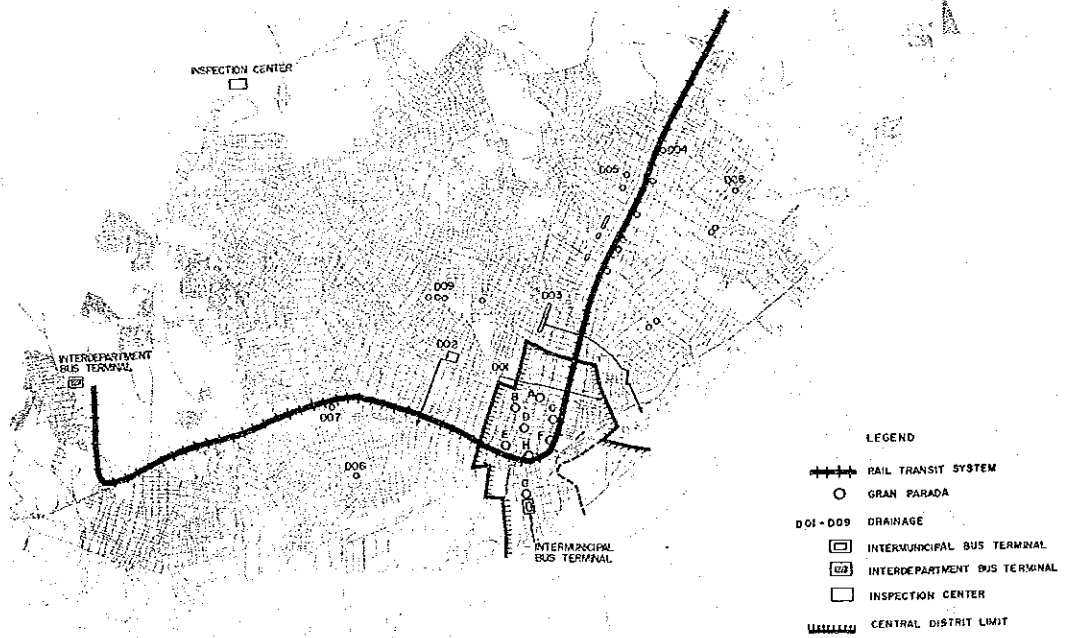 INSPECTION CENTER
D04
D05
D08
D09
D03
D02
D01
INTERDEPARTMENT
BUS TERMINAL
D07
A
B
C
D
E
F
H
G
D06
INTERMUNICIPAL
BUS TERMINAL
LEGEND
RAIL TRANSIT SYSTEM
GRAN PARADA
D01-D09 DRAINAGE
INTERMUNICIPAL BUS TERMINAL
INTERDEPARTMENT BUS TERMINAL
INSPECTION CENTER
CENTRAL DISTRIT LIMIT